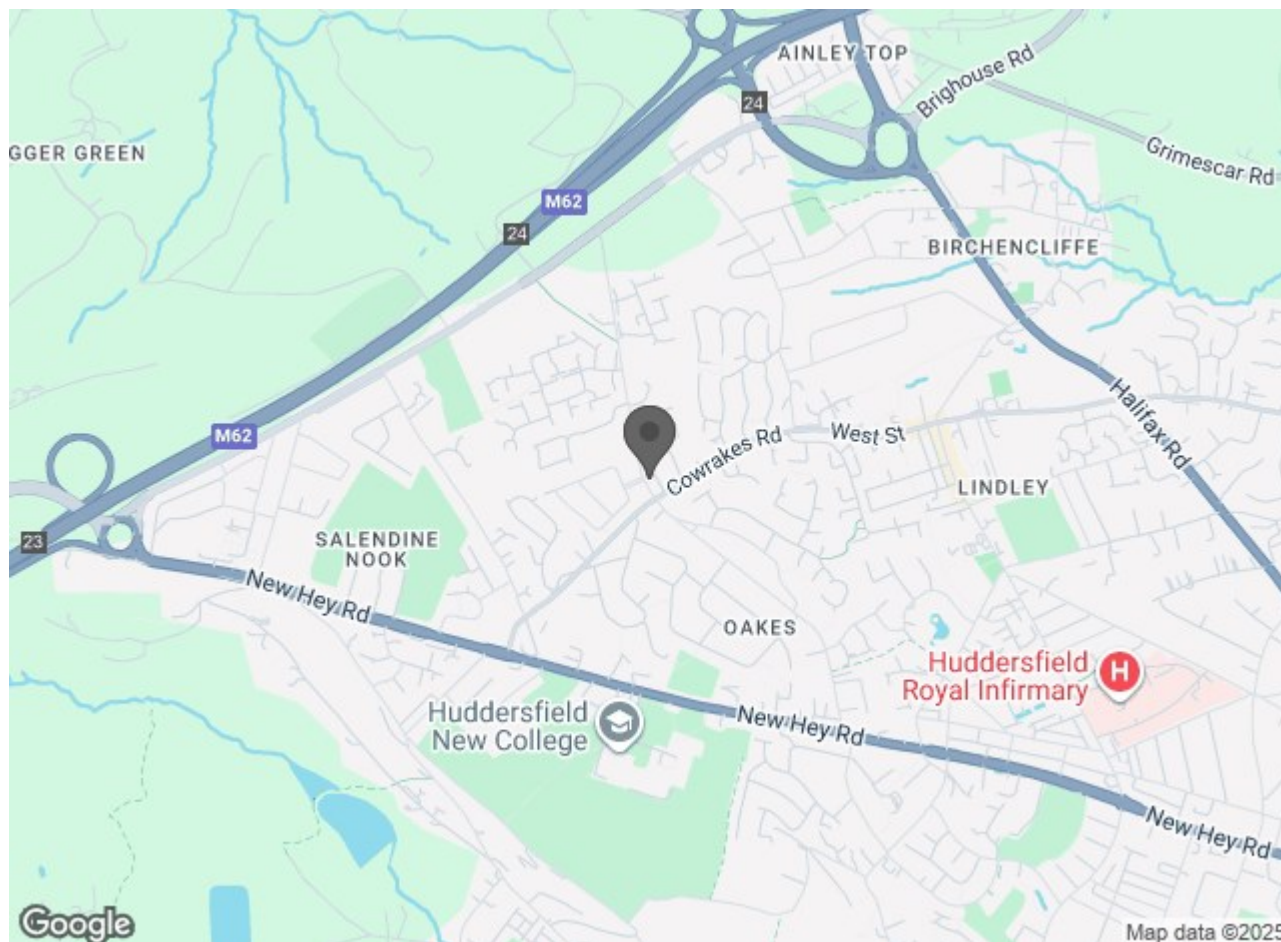 AINLEY TOP
Brighouse Rd
24
Grimescar Rd
GGER GREEN
M62
24
BIRCHENCLIFFE
Halifax Rd
M62
West St
Cowrakes Rd
LINDLEY
23
SALENDINE
NOOK
New Hey Rd
OAKES
Huddersfield
Royal Infirmary
H
Huddersfield
New College
New Hey Rd
New Hey Rd
Google
Map data ©2025